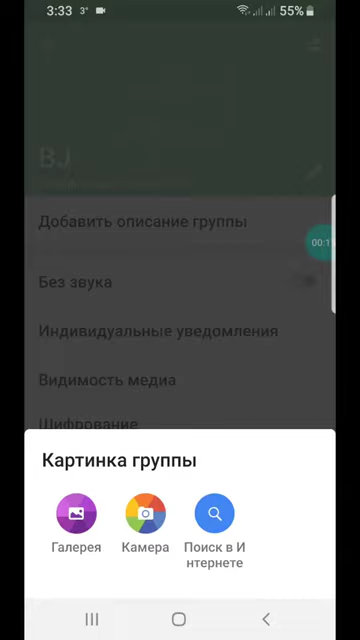 3:33 3° 55%
BJ
Добавить описание группы
00:1
Без звука
Индивидуальные уведомления
Видимость медиа
Шифрование
Картинка группы
Галерея Камера Поиск в И
нтернете